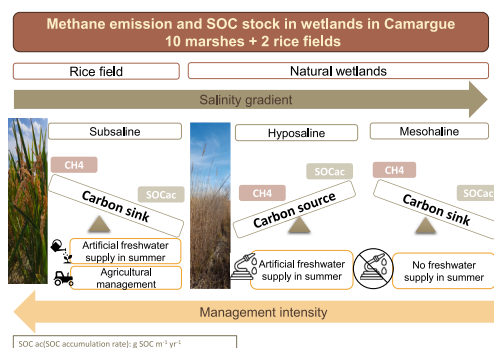 Methane emission and SOC stock in wetlands in Camargue
10 marshes + 2 rice fields
Rice field
Natural wetlands
Salinity gradient
Subsaline
Hyposaline
Mesohaline
CH4
SOCac
Carbon sink
CH4
SOCac
Carbon source
CH4
SOCac
Carbon sink
Artificial freshwater
supply in summer
Agricultural
management
Artificial freshwater
supply in summer
No freshwater
supply in summer
Management intensity
SOC ac(SOC accumulation rate): g SOC m⁻¹ yr⁻¹